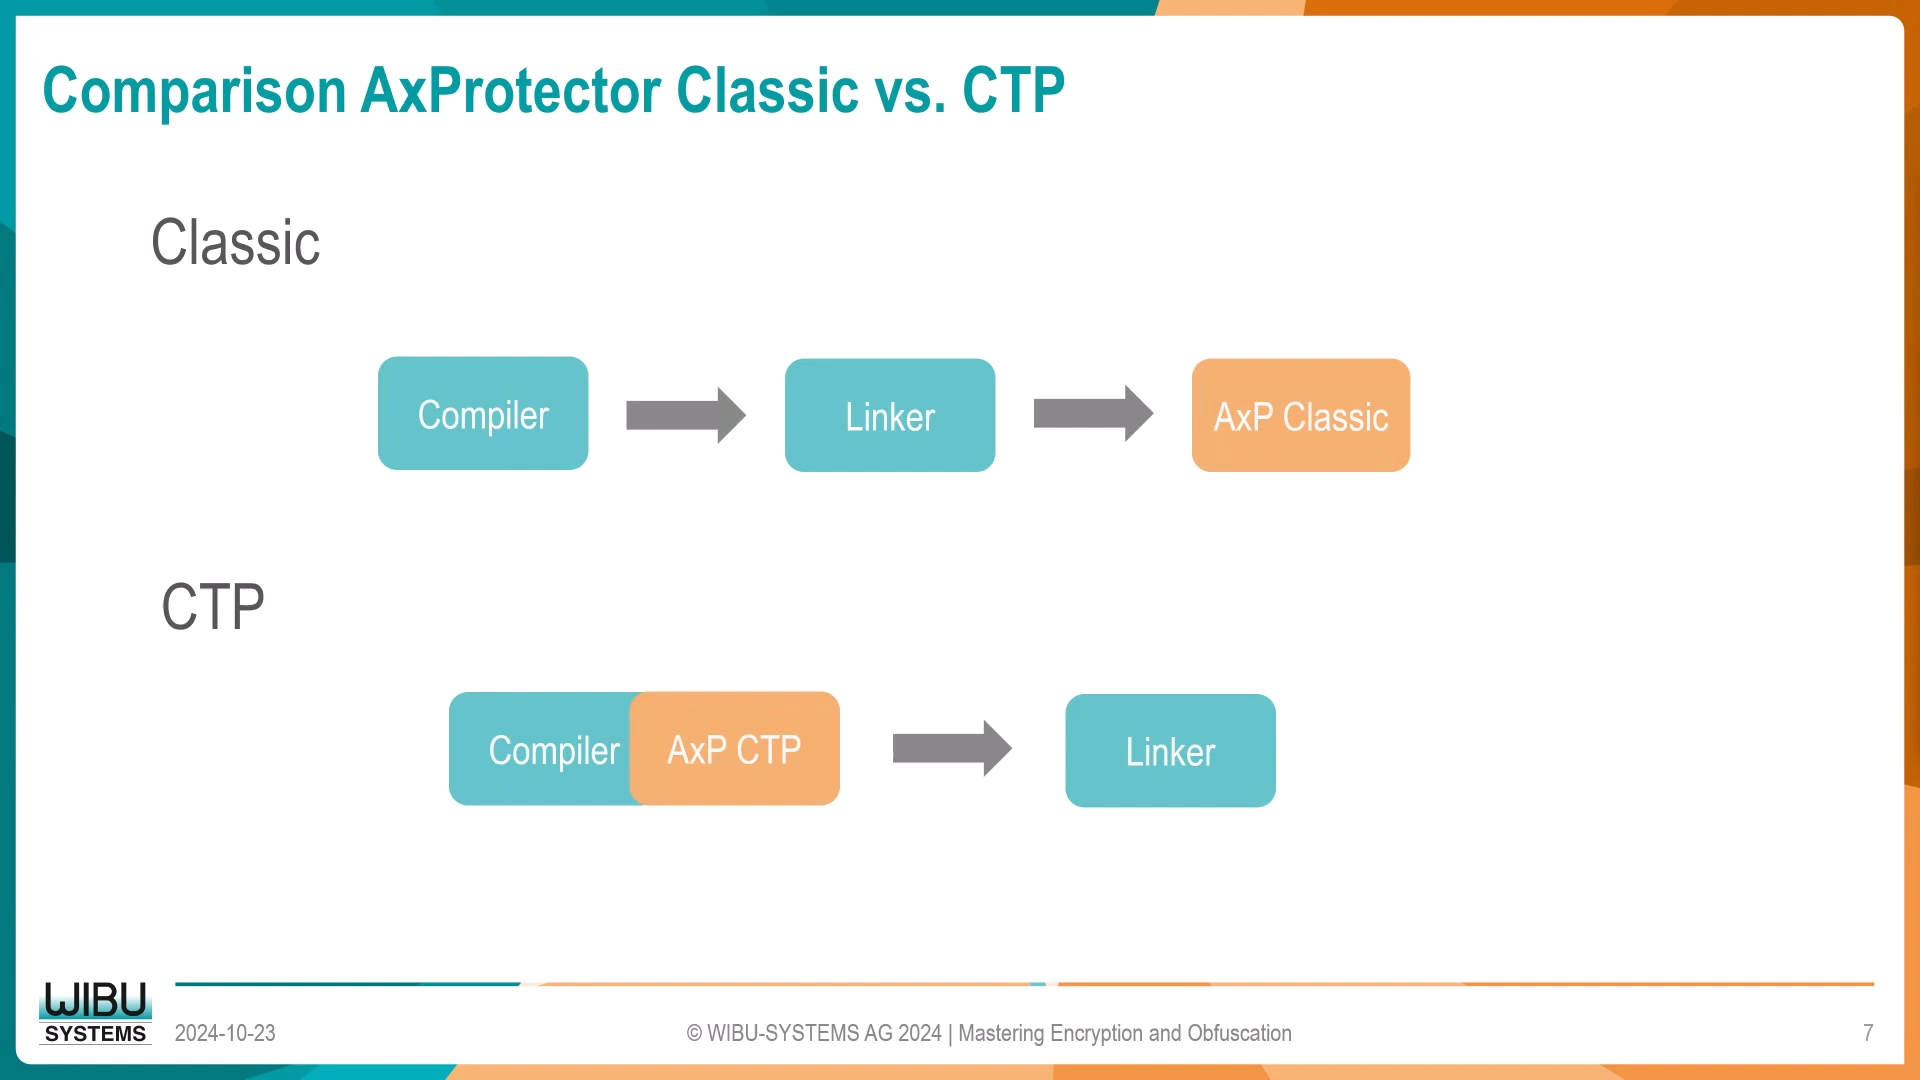 Comparison AxProtector Classic vs. CTP
Classic
Compiler
Linker
AxP Classic
CTP
Compiler
AxP CTP
Linker
WIBU
SYSTEMS
2024-10-23
© WIBU-SYSTEMS AG 2024 | Mastering Encryption and Obfuscation
7